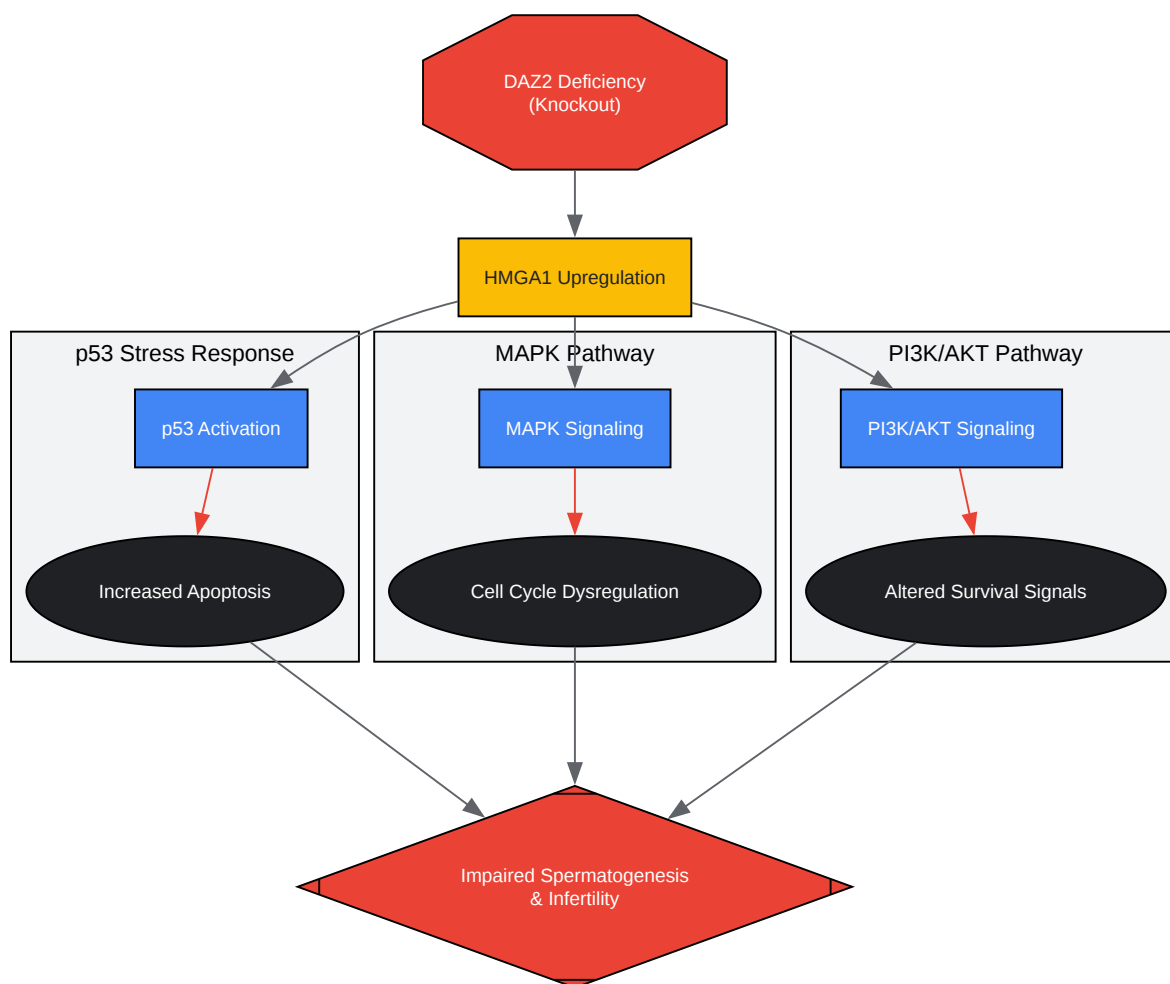 DAZ2 Deficiency
(Knockout)
HMGA1 Upregulation
p53 Stress Response
MAPK Pathway
PI3K/AKT Pathway
p53 Activation
MAPK Signaling
PI3K/AKT Signaling
Increased Apoptosis
Cell Cycle Dysregulation
Altered Survival Signals
Impaired Spermatogenesis
& Infertility